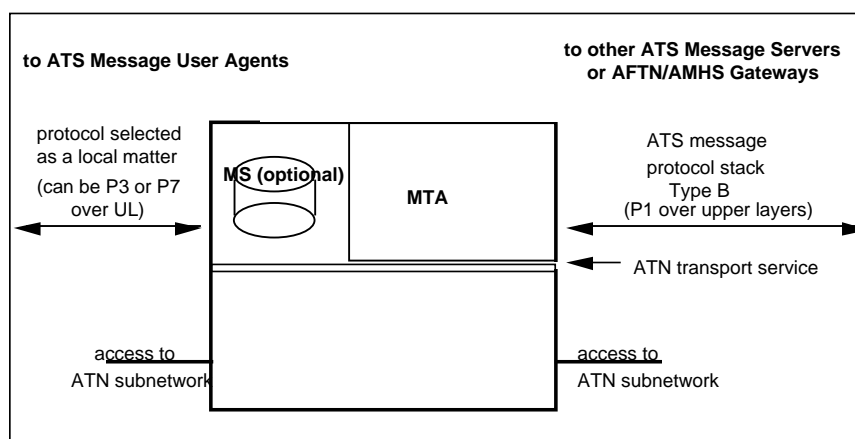 to ATS Message User Agents
to other ATS Message Servers
or AFTN/AMHS Gateways
protocol selected
as a local matter
(can be P3 or P7
over UL)
MS (optional)
MTA
ATS message
protocol stack
Type B
(P1 over upper layers)
ATN transport service
access to
ATN subnetwork
access to
ATN subnetwork